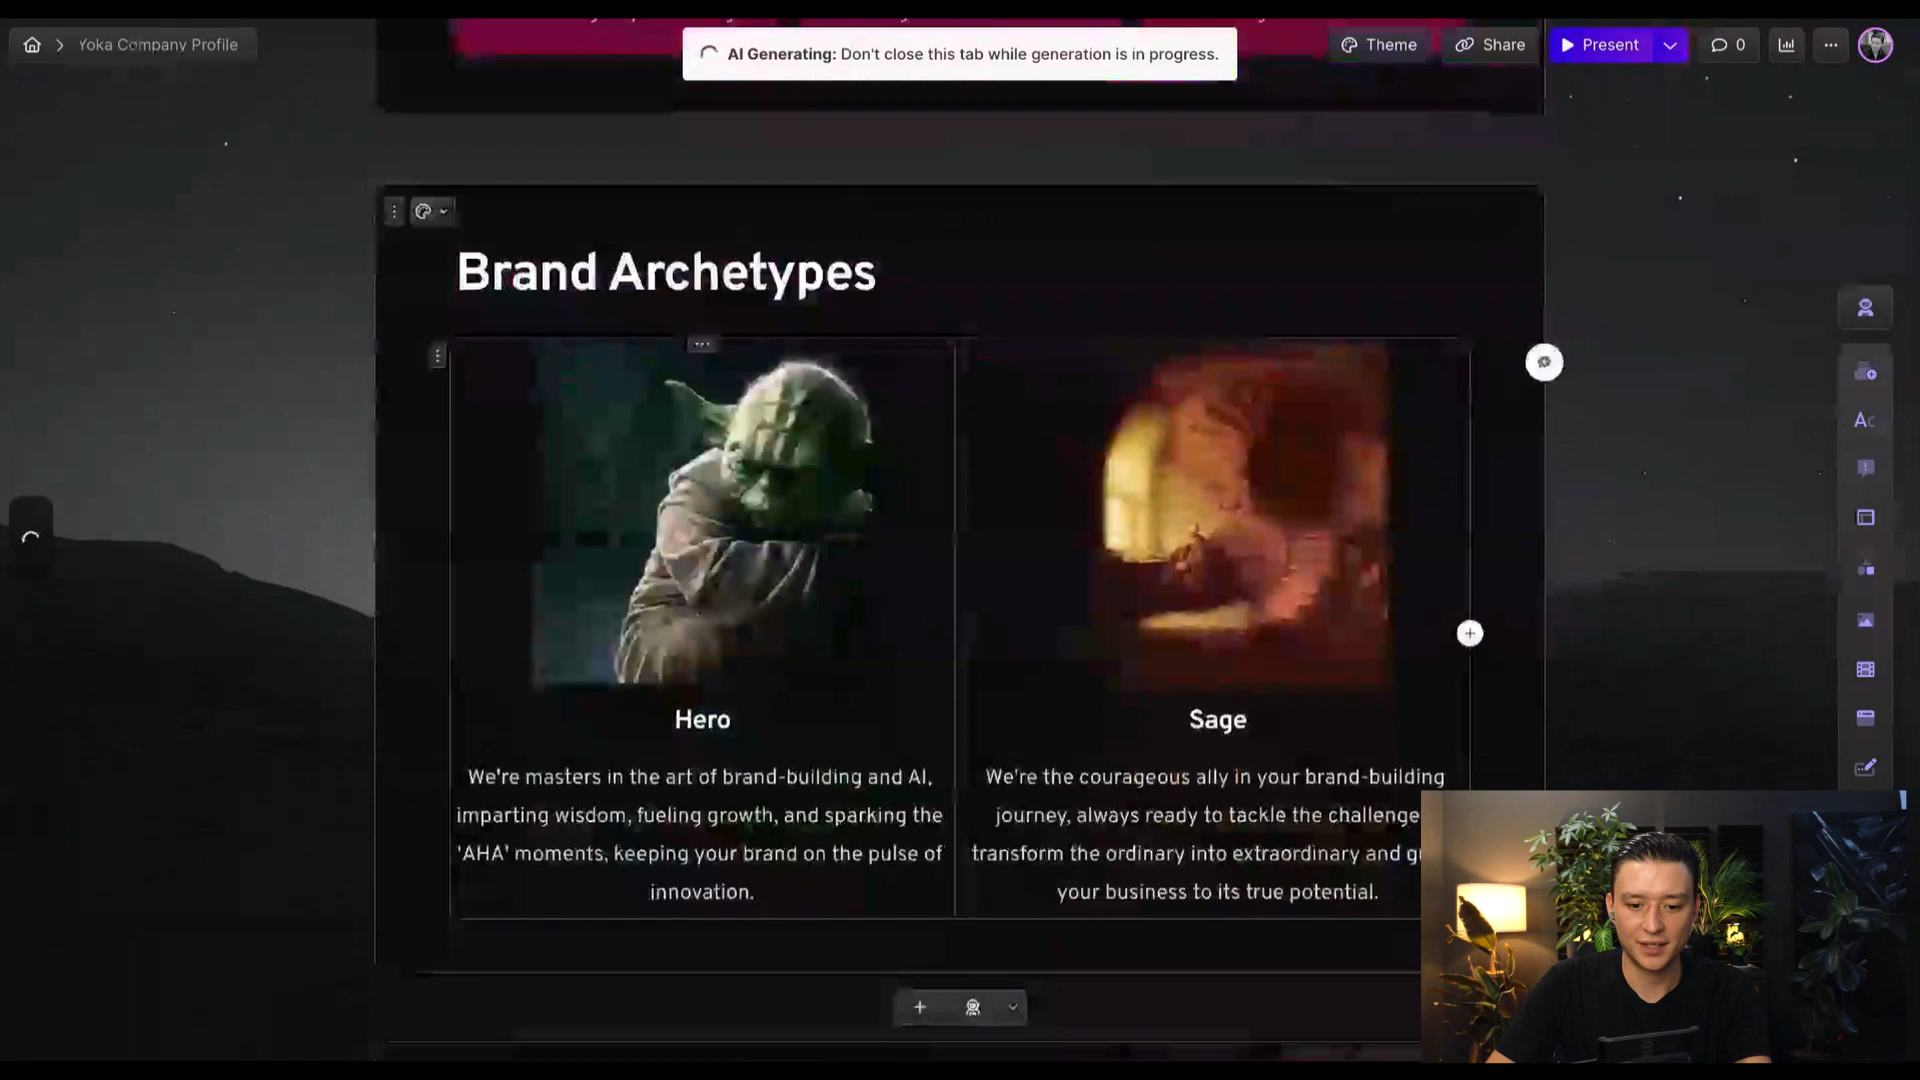 Yoka Company Profile
AI Generating: Don't close this tab while generation is in progress.
Theme
Share
Present
0
Brand Archetypes
Hero
We're masters in the art of brand-building and AI,
imparting wisdom, fueling growth, and sparking the
'AHA' moments, keeping your brand on the pulse of
innovation.
Sage
We're the courageous ally in your brand-building
journey, always ready to tackle the challenge
transform the ordinary into extraordinary and
your business to its true potential.